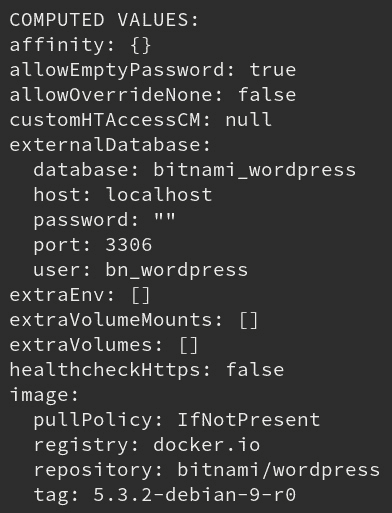 COMPUTED VALUES:
affinity: {}
allowEmptyPassword: true
allowOverrideNone: false
customHTAccessCM: null
externalDatabase:
  database: bitnami_wordpress
  host: localhost
  password: ""
  port: 3306
  user: bn_wordpress
extraEnv: []
extraVolumeMounts: []
extraVolumes: []
healthcheckHttps: false
image:
  pullPolicy: IfNotPresent
  registry: docker.io
  repository: bitnami/wordpress
  tag: 5.3.2-debian-9-r0